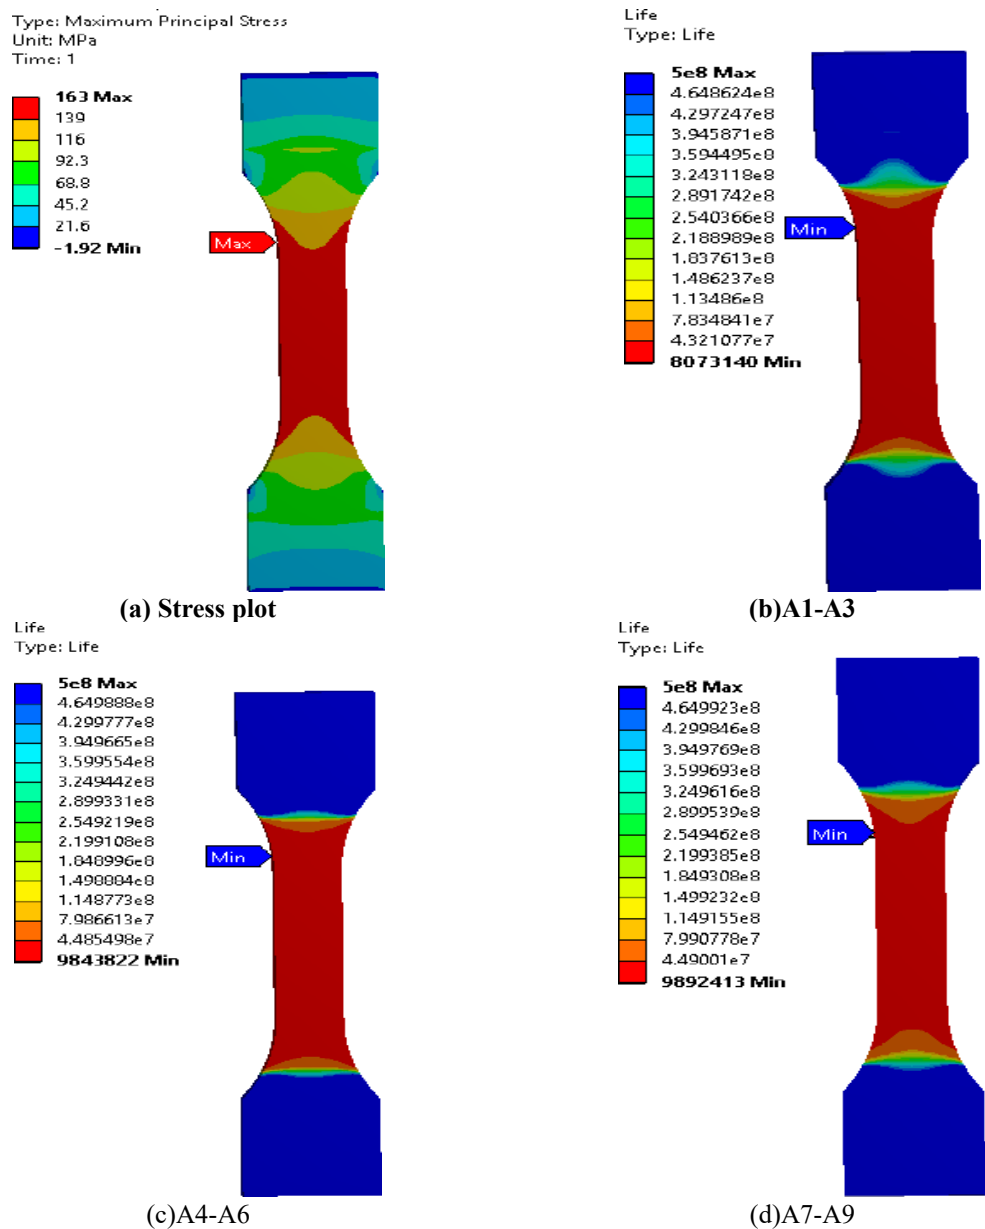 Type: Maximum Principal Stress
Unit: MPa
Time: 1
163 Max
139
116
92.3
68.8
45.2
21.6
-1.92 Min
Max
(a) Stress plot
Life
Type: Life
5e8 Max
4.648624e8
4.297247e8
3.945871e8
3.594495e8
3.243118e8
2.891742e8
2.540366e8
2.188989e8
1.837613e8
1.486237e8
1.13486e8
7.834841e7
4.321077e7
8073140 Min
Min
(b)A1-A3
Life
Type: Life
5e8 Max
4.649888e8
4.299777e8
3.949665e8
3.599554e8
3.249442e8
2.899331e8
2.549219e8
2.199108e8
1.848996e8
1.498884e8
1.148773e8
7.986613e7
4.485498e7
9843822 Min
Min
(c)A4-A6
Life
Type: Life
5e8 Max
4.649923e8
4.299846e8
3.949769e8
3.599693e8
3.249616e8
2.899539e8
2.549462e8
2.199385e8
1.849308e8
1.499232e8
1.149155e8
7.990778e7
4.49001e7
9892413 Min
Min
(d)A7-A9